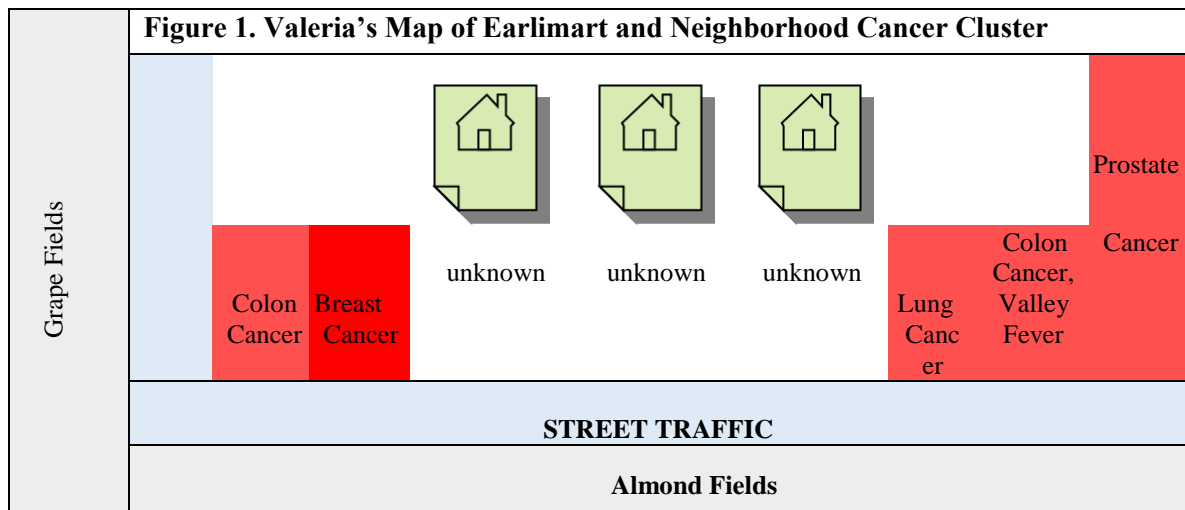 Figure 1. Valeria’s Map of Earlimart and Neighborhood Cancer Cluster
Grape Fields
Colon
Cancer
Breast
Cancer
unknown
unknown
unknown
Lung
Canc
er
Colon
Cancer,
Valley
Fever
Prostate
Cancer
STREET TRAFFIC
Almond Fields